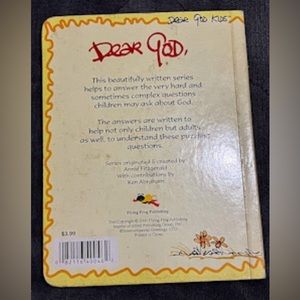 DEAR GOD KIDS
DEAR GOD,
This beautifully written series
helps to answer the very hard and
sometimes complex questions
children may ask about God.
The answers are written to
help not only children but adults,
as well, to understand these puzzling
questions.
Series originated & created by
Annie Fitzgerald
with contributions by
Ken Abraham
Flying Frog Publishing
$3.99